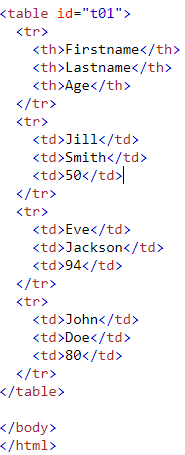 <table id="t01">
  <tr>
    <th>Firstname</th>
    <th>Lastname</th>
    <th>Age</th>
  </tr>
  <tr>
    <td>Jill</td>
    <td>Smith</td>
    <td>50</td>
  </tr>
  <tr>
    <td>Eve</td>
    <td>Jackson</td>
    <td>94</td>
  </tr>
  <tr>
    <td>John</td>
    <td>Doe</td>
    <td>80</td>
  </tr>
</table>

</body>
</html>